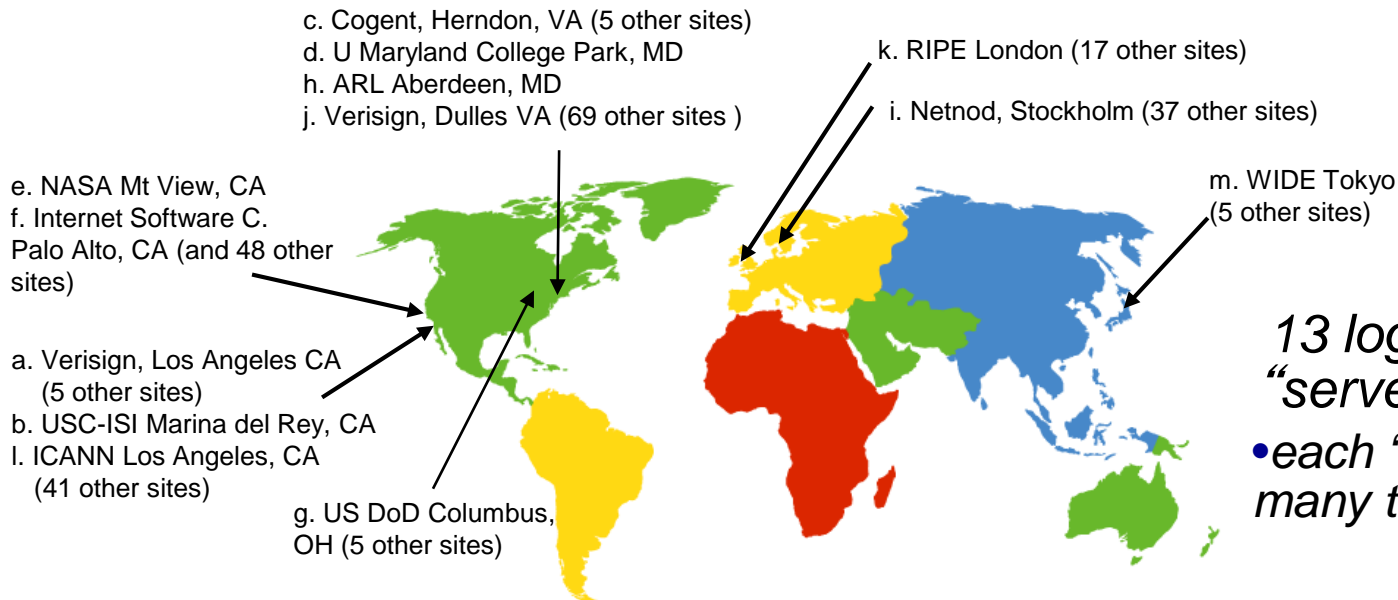 c. Cogent, Herndon, VA (5 other sites)
d. U Maryland College Park, MD
h. ARL Aberdeen, MD
j. Verisign, Dulles VA (69 other sites )
k. RIPE London (17 other sites)
i. Netnod, Stockholm (37 other sites)
m. WIDE Tokyo
(5 other sites)
e. NASA Mt View, CA
f. Internet Software C.
Palo Alto, CA (and 48 other
sites)
a. Verisign, Los Angeles CA
(5 other sites)
b. USC-ISI Marina del Rey, CA
l. ICANN Los Angeles, CA
(41 other sites)
g. US DoD Columbus,
OH (5 other sites)
13 log
“serve
•each “
many t